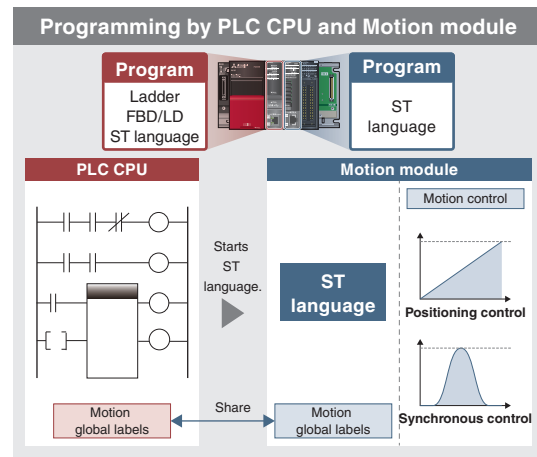 Programming by PLC CPU and Motion module
Program
Ladder
FBD/LD
ST language
Program
ST
language
PLC CPU
Starts
ST
language.
Motion
global labels
Share
Motion module
ST
language
Motion
global labels
Motion control
Positioning control
Synchronous control